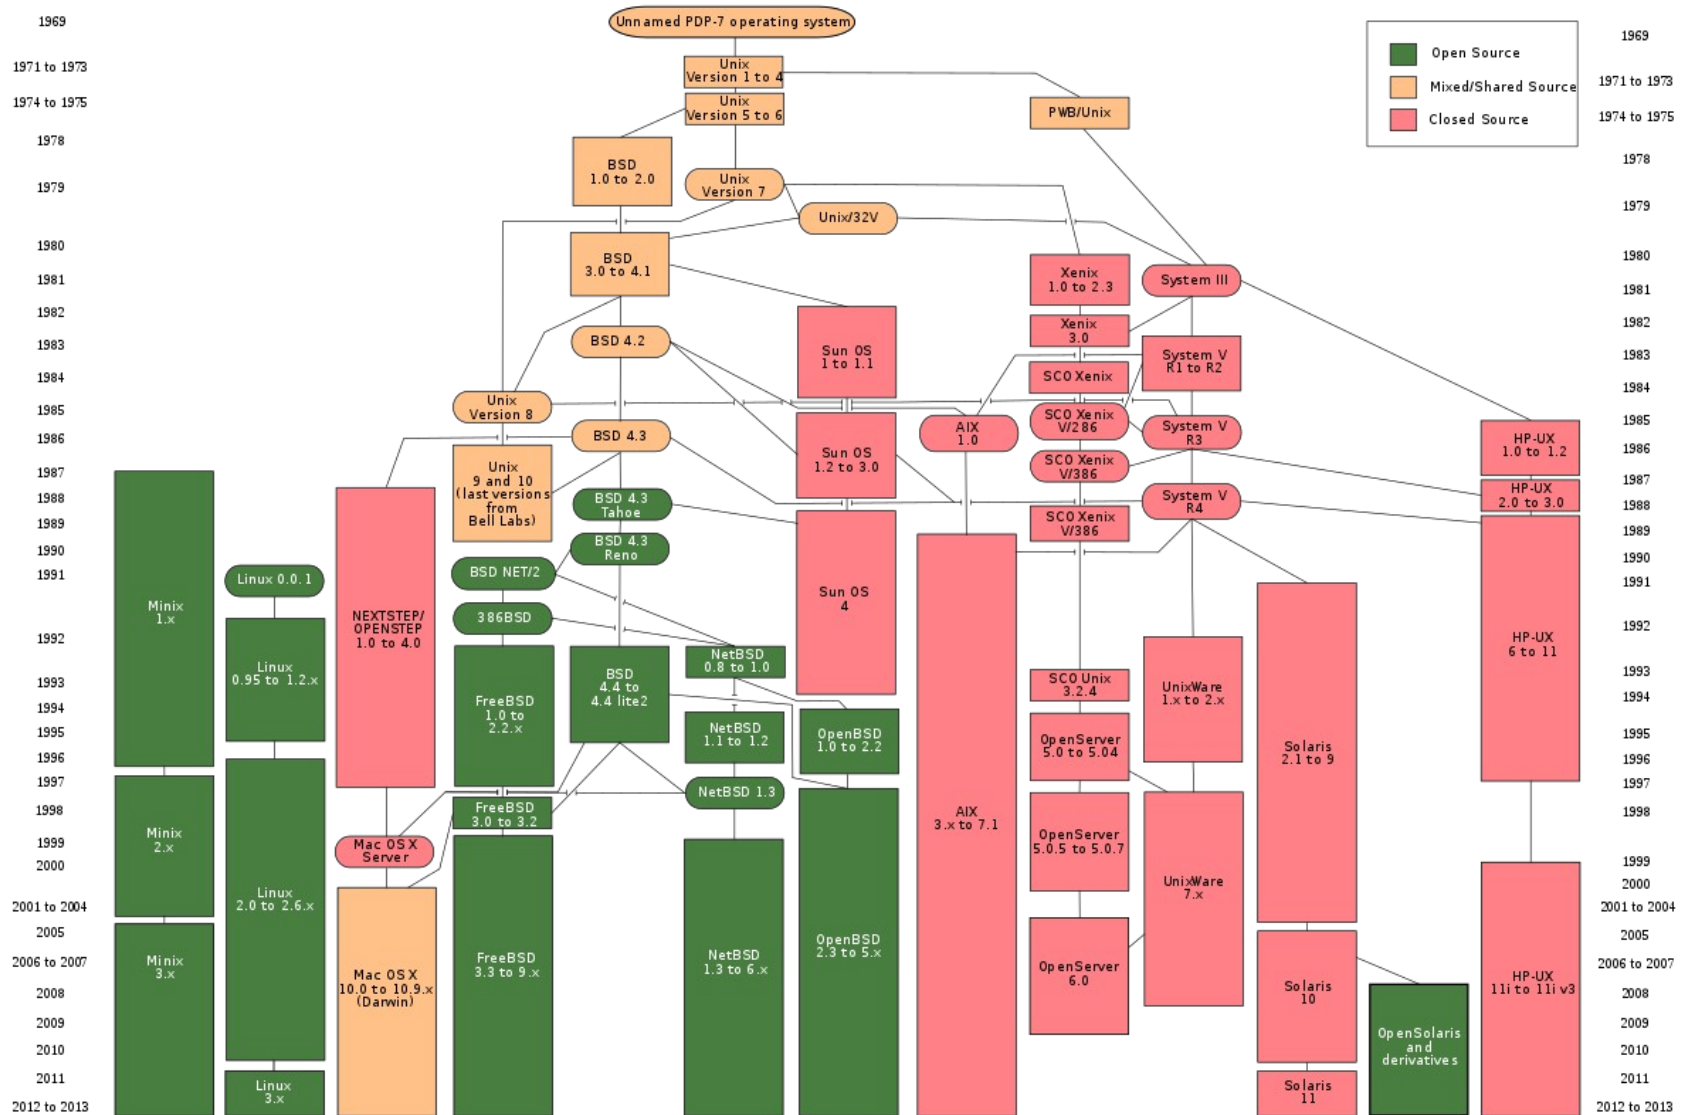 Unnamed PDP-7 operating system
1969
1969
Open Source
Mixed/Shared Source
Closed Source
1971 to 1973
Unix
Version 1 to 4
1971 to 1973
1974 to 1975
Unix
Version 5 to 6
PWB/Unix
1974 to 1975
1978
BSD
1.0 to 2.0
1978
1979
Unix
Version 7
Unix/32V
1979
1980
BSD
3.0 to 4.1
1980
1981
Xenix
1.0 to 2.3
System III
1981
1982
Xenix
3.0
1982
1983
BSD 4.2
Sun OS
1 to 1.1
System V
R1 to R2
1983
1984
SCO Xenix
1984
1985
Unix
Version 8
SCO Xenix
V/286
1985
1986
BSD 4.3
AIX
1.0
System V
R3
HP-UX
1.0 to 1.2
1986
Sun OS
1.2 to 3.0
1987
Unix
9 and 10
(last versions
from
Bell Labs)
SCO Xenix
V/386
1987
1988
BSD 4.3
Tahoe
System V
R4
HP-UX
2.0 to 3.0
1988
1989
SCO Xenix
V/386
1989
1990
BSD 4.3
Reno
1990
1991
Linux 0.0.1
BSD NET/2
1991
Minix
1.x
NEXTSTEP/
OPENSTEP
1.0 to 4.0
386BSD
Sun OS
4
1992
1992
HP-UX
6 to 11
Linux
0.95 to 1.2.x
NetBSD
0.8 to 1.0
1993
BSD
4.4 to
4.4 lite2
SCO Unix
3.2.4
UnixWare
1.x to 2.x
1993
1994
FreeBSD
1.0 to
2.2.x
1994
1995
NetBSD
1.1 to 1.2
OpenBSD
1.0 to 2.2
OpenServer
5.0 to 5.04
Solaris
2.1 to 9
1995
1996
1996
1997
NetBSD 1.3
1997
1998
FreeBSD
3.0 to 3.2
AIX
3.x to 7.1
1998
Minix
2.x
1999
Mac OS X
Server
OpenServer
5.0.5 to 5.0.7
1999
2000
UnixWare
7.x
2000
2001 to 2004
Linux
2.0 to 2.6.x
2001 to 2004
2005
OpenBSD
2.3 to 5.x
2005
2006 to 2007
Minix
3.x
FreeBSD
3.3 to 9.x
NetBSD
1.3 to 6.x
OpenServer
6.0
2006 to 2007
2008
Mac OS X
10.0 to 10.9.x
(Darwin)
Solaris
10
HP-UX
11i to 11i v3
2008
2009
2009
2010
OpenSolaris
and
derivatives
2010
2011
Linux
3.x
Solaris
11
2011
2012 to 2013
2012 to 2013